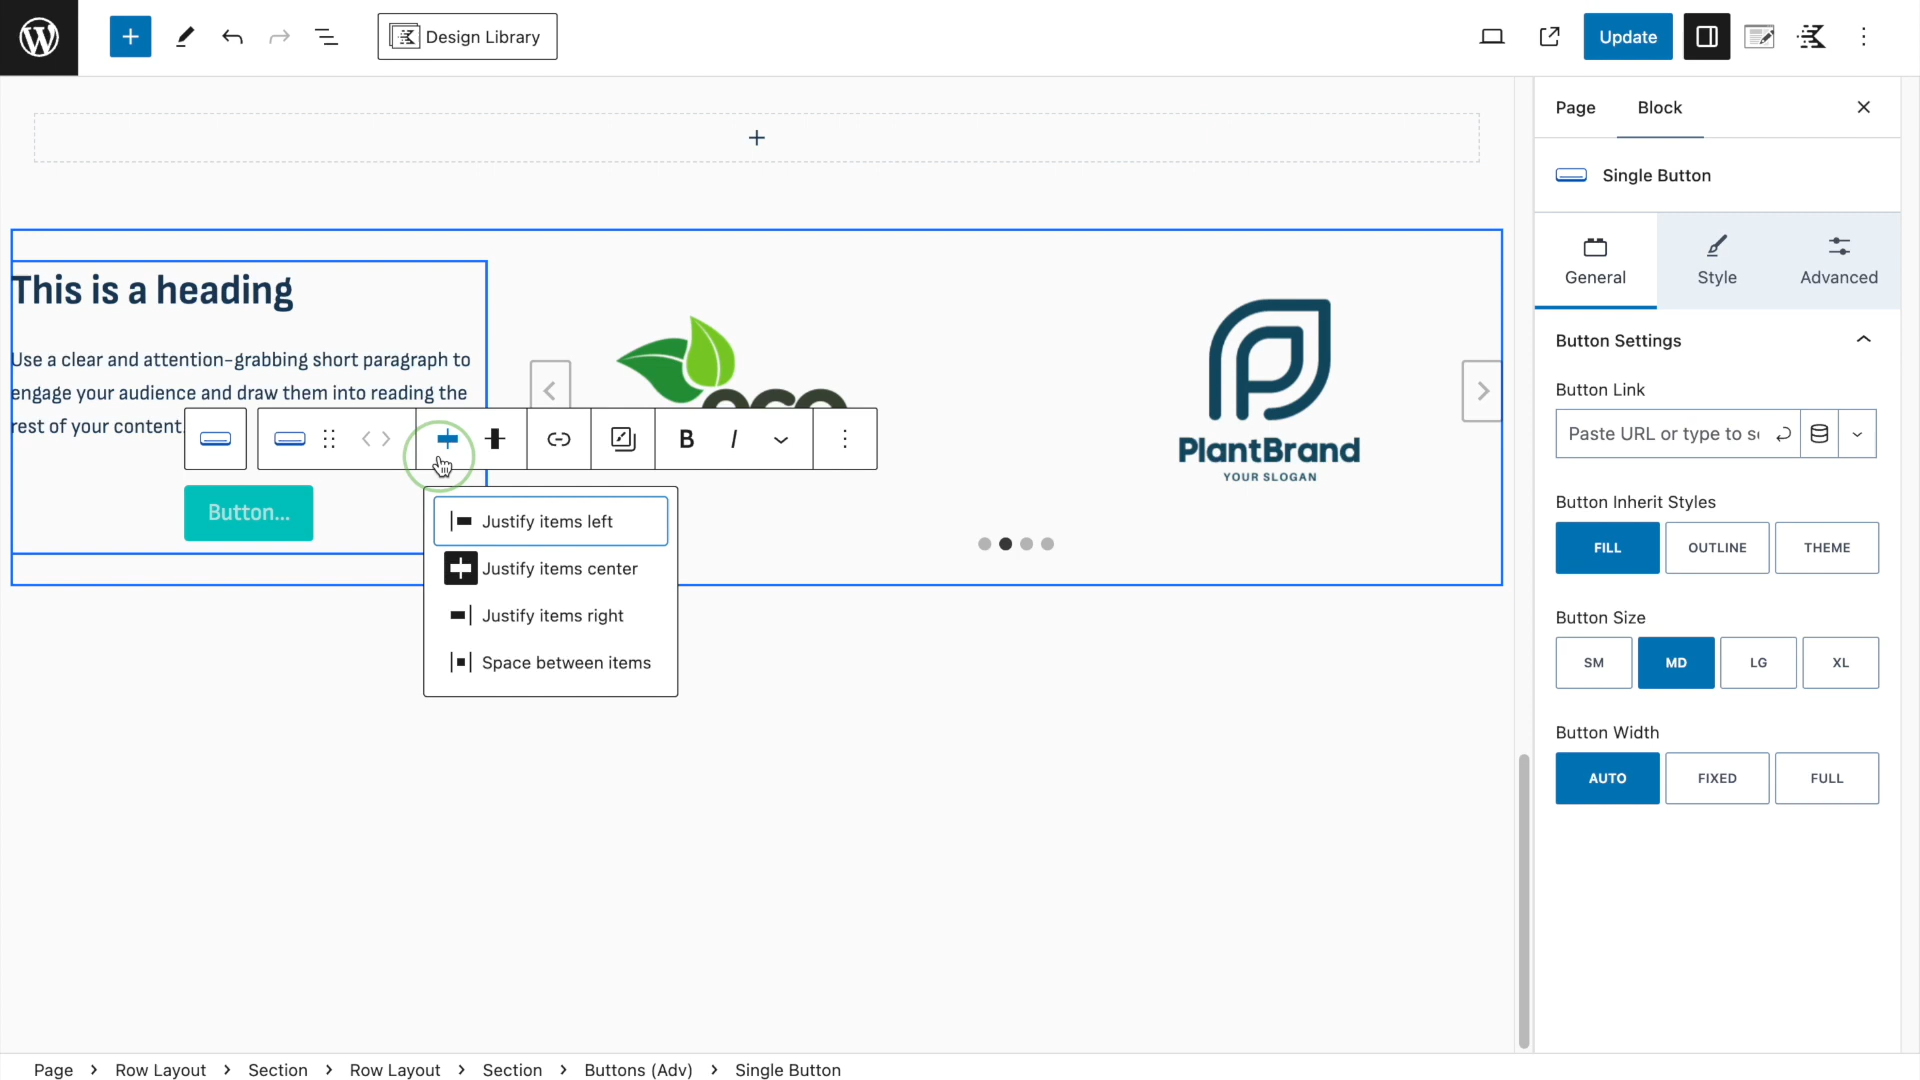 Design Library
Update
Page
Block
Single Button
General
Style
Advanced
Button Settings
Button Link
Paste URL or type to s
Button Inherit Styles
FILL
OUTLINE
THEME
Button Size
SM
MD
LG
XL
Button Width
AUTO
FIXED
FULL
This is a heading
Use a clear and attention-grabbing short paragraph to
engage your audience and draw them into reading the
rest of your content.
B
I
Button...
Justify items left
Justify items center
Justify items right
Space between items
eco
PlantBrand
YOUR SLOGAN
Page > Row Layout > Section > Row Layout > Section > Buttons (Adv) > Single Button